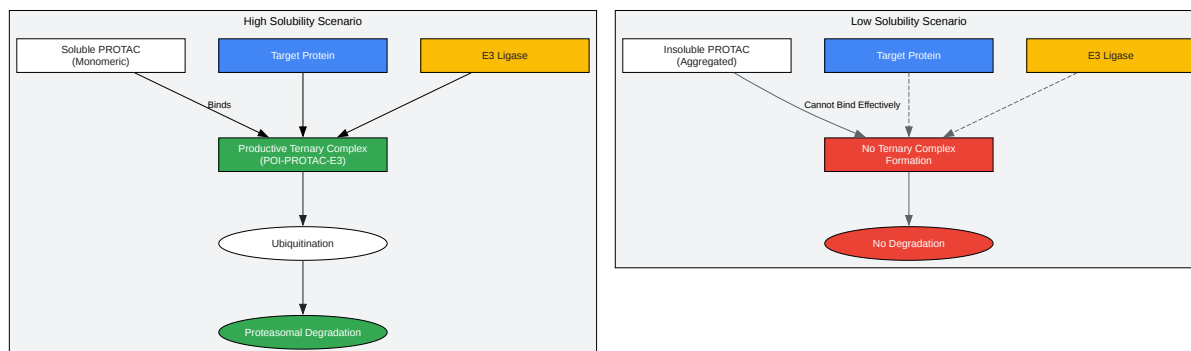 High Solubility Scenario
Soluble PROTAC
(Monomeric)
Target Protein
E3 Ligase
Binds
Productive Ternary Complex
(POI-PROTAC-E3)
Ubiquitination
Proteasomal Degradation
Low Solubility Scenario
Insoluble PROTAC
(Aggregated)
Target Protein
E3 Ligase
Cannot Bind Effectively
No Ternary Complex
Formation
No Degradation